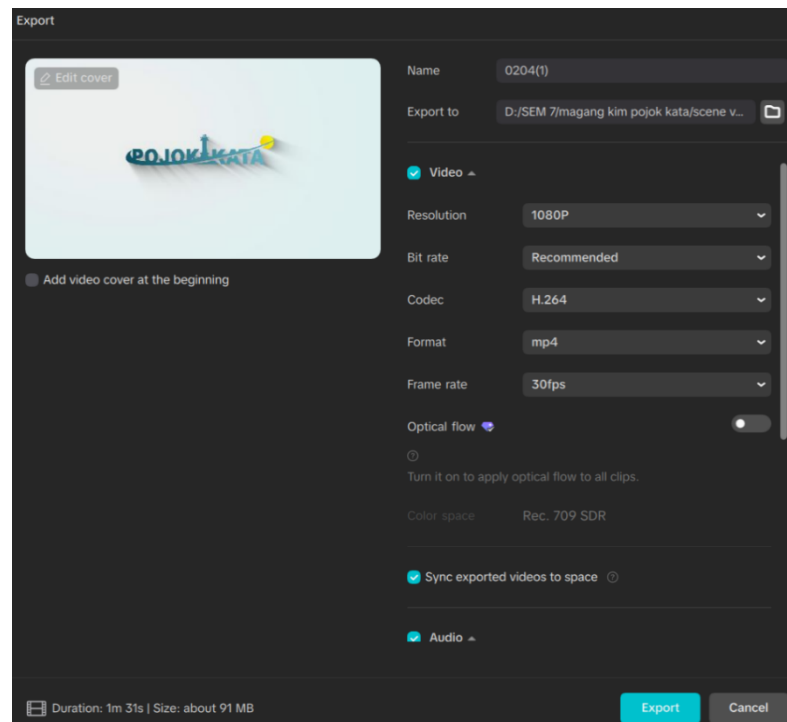 Export
Edit cover
POJOK KATA
Add video cover at the beginning
Name 0204(1)
Export to D:/SEM 7/magang kim pojok kata/scene v...
Video
Resolution 1080P
Bit rate Recommended
Codec H.264
Format mp4
Frame rate 30fps
Optical flow
Turn it on to apply optical flow to all clips.
Color space Rec. 709 SDR
Sync exported videos to space
Audio
Duration: 1m 31s | Size: about 91 MB
Export Cancel